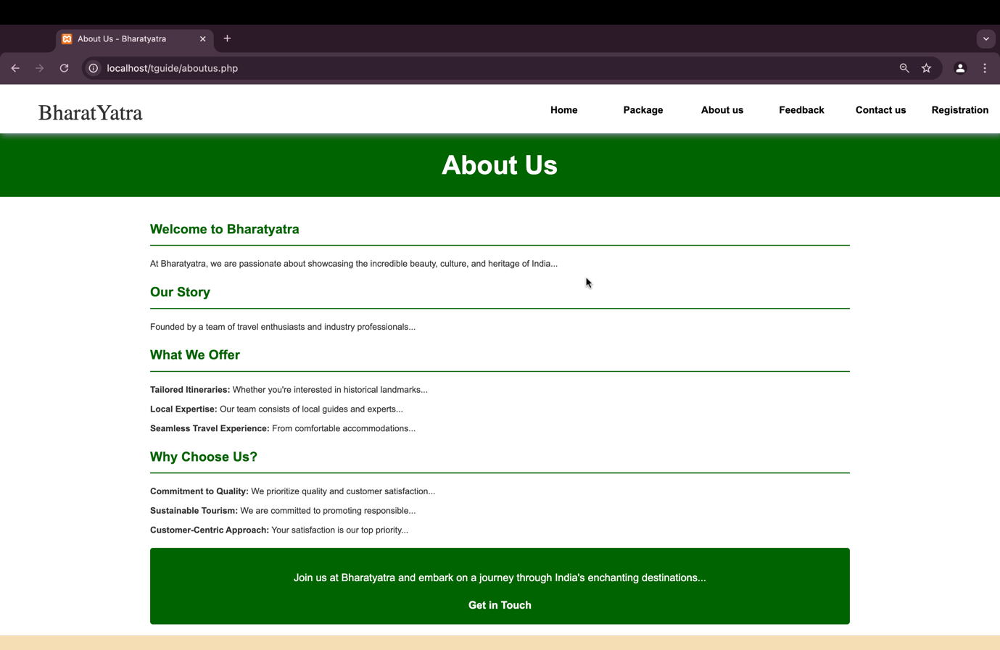 About Us - Bharatyatra
localhost/tguide/aboutus.php
BharatYatra
Home Package About us Feedback Contact us Registration
About Us
Welcome to Bharatyatra
At Bharatyatra, we are passionate about showcasing the incredible beauty, culture, and heritage of India...
Our Story
Founded by a team of travel enthusiasts and industry professionals...
What We Offer
Tailored Itineraries: Whether you're interested in historical landmarks...
Local Expertise: Our team consists of local guides and experts...
Seamless Travel Experience: From comfortable accommodations...
Why Choose Us?
Commitment to Quality: We prioritize quality and customer satisfaction...
Sustainable Tourism: We are committed to promoting responsible...
Customer-Centric Approach: Your satisfaction is our top priority...
Join us at Bharatyatra and embark on a journey through India's enchanting destinations...
Get in Touch